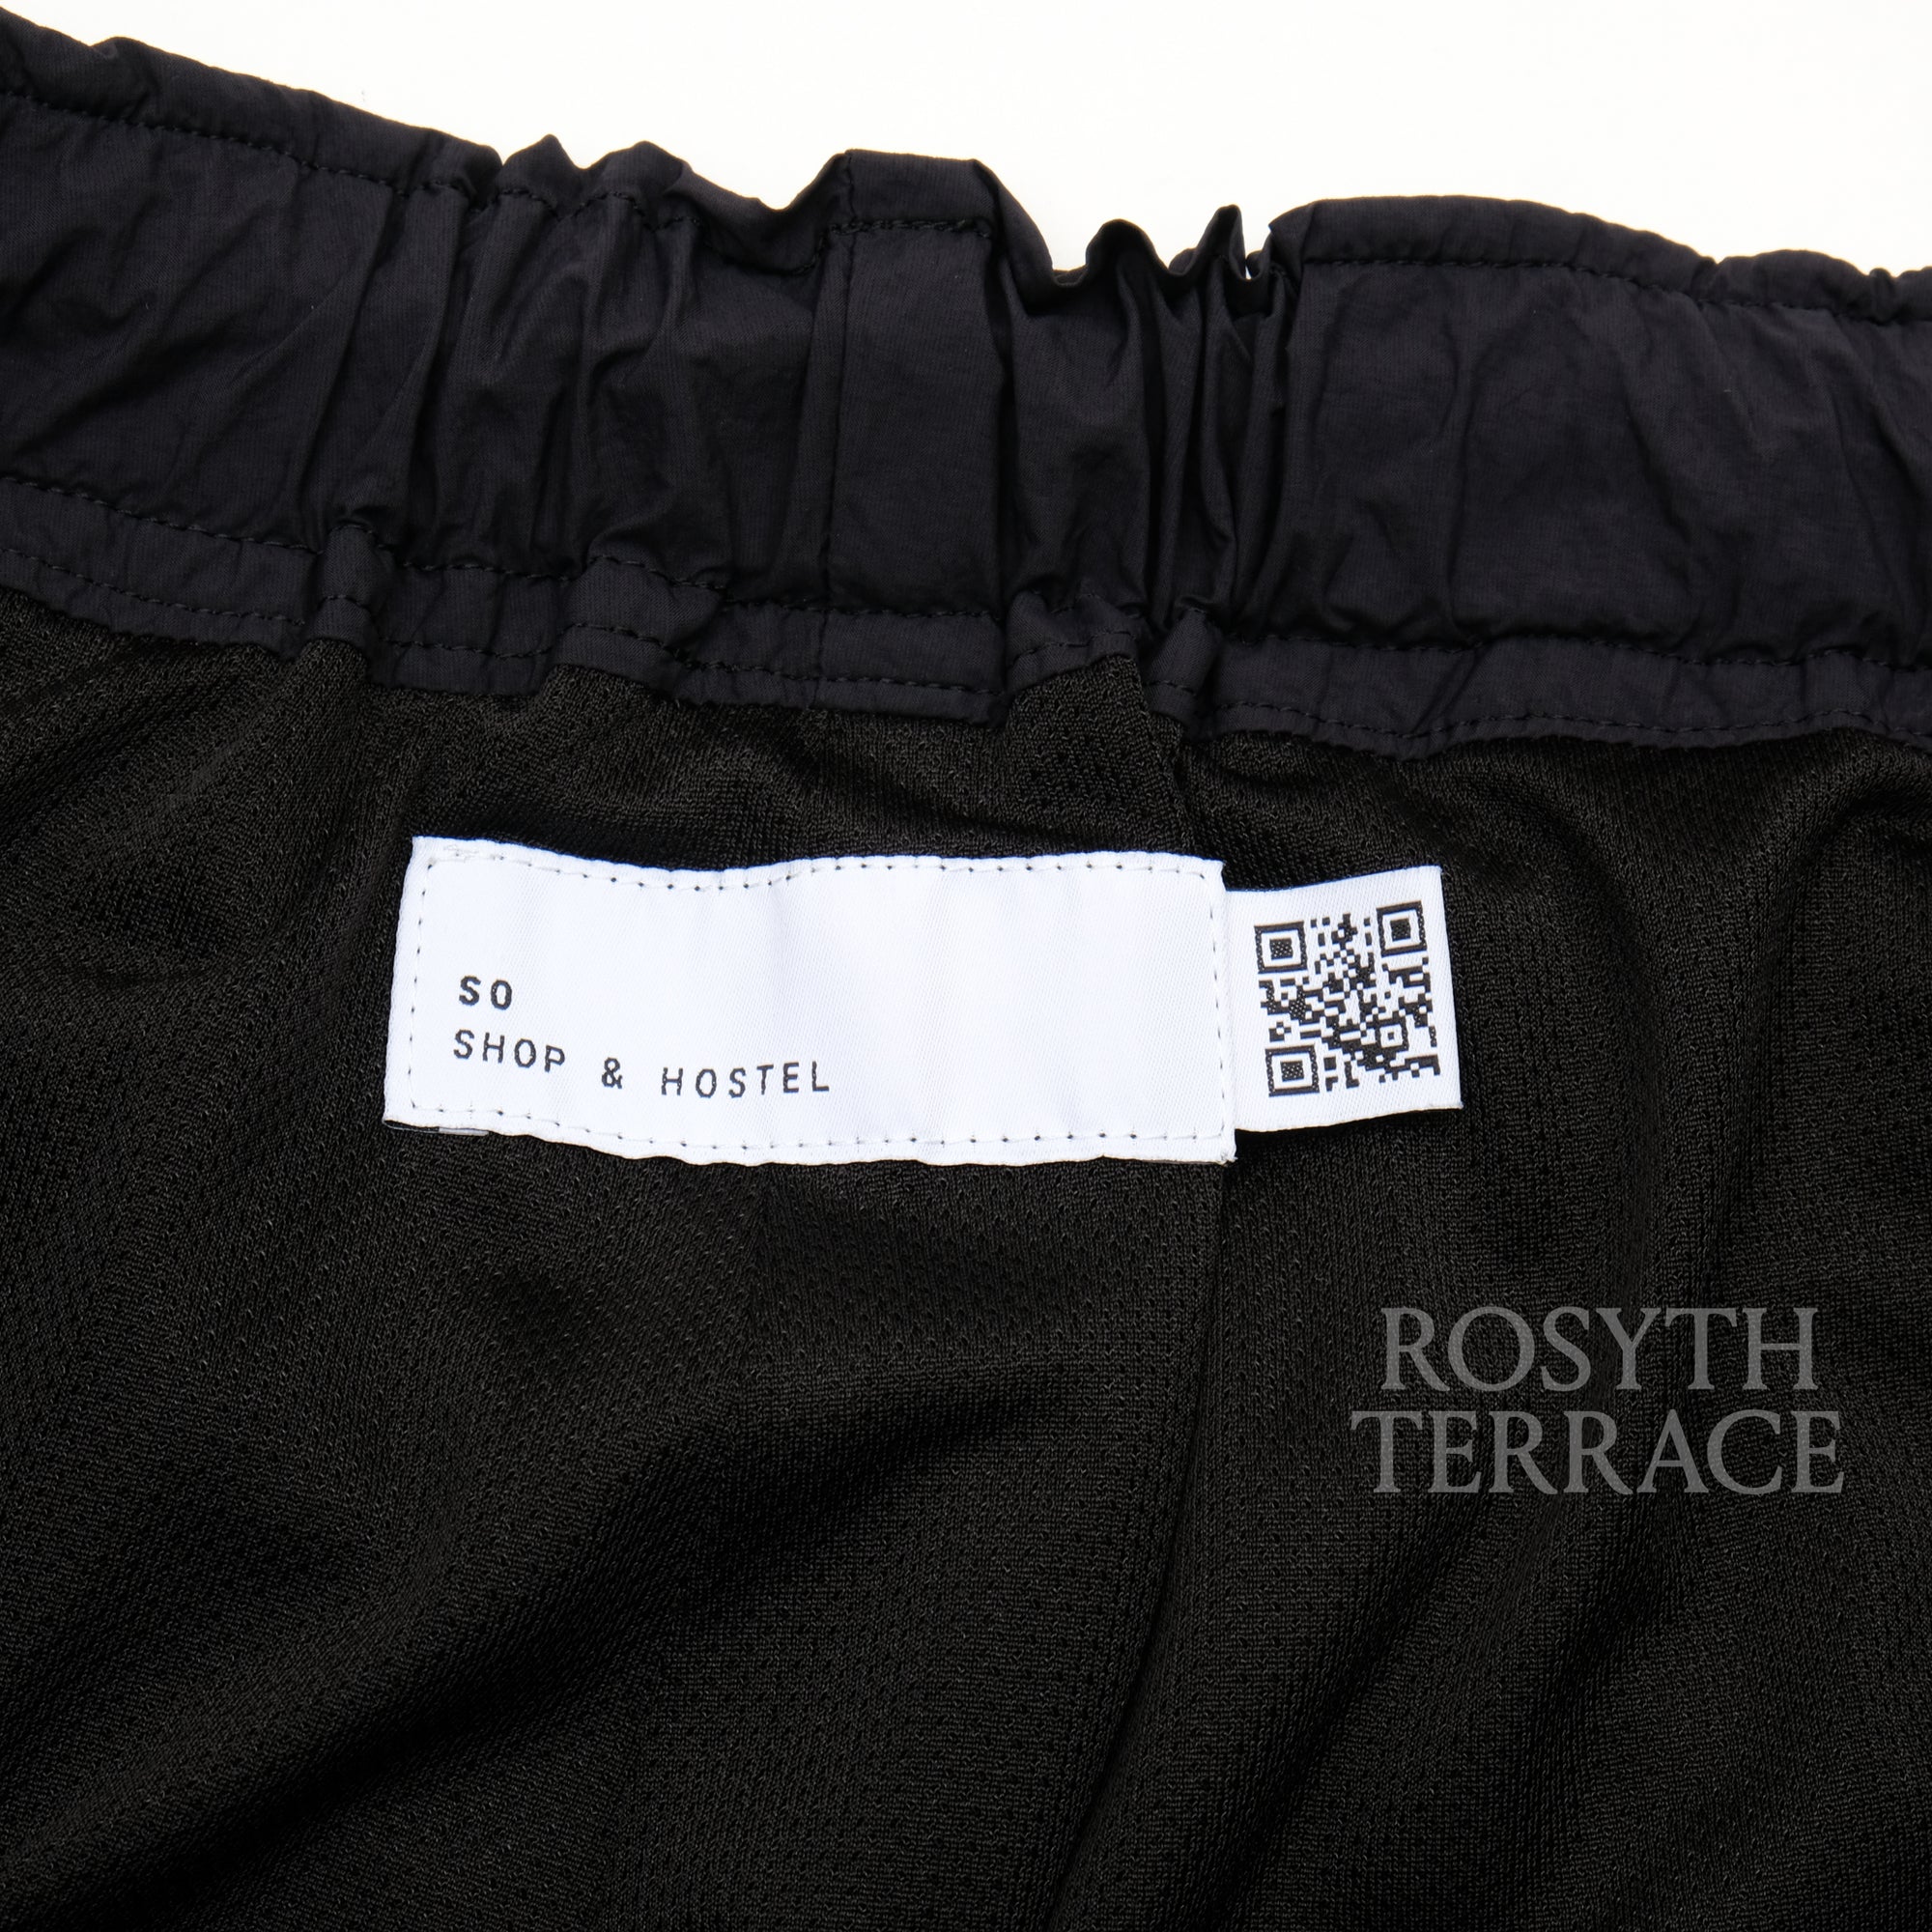 SO
SHOP & HOSTEL
ROSYTH
TERRACE